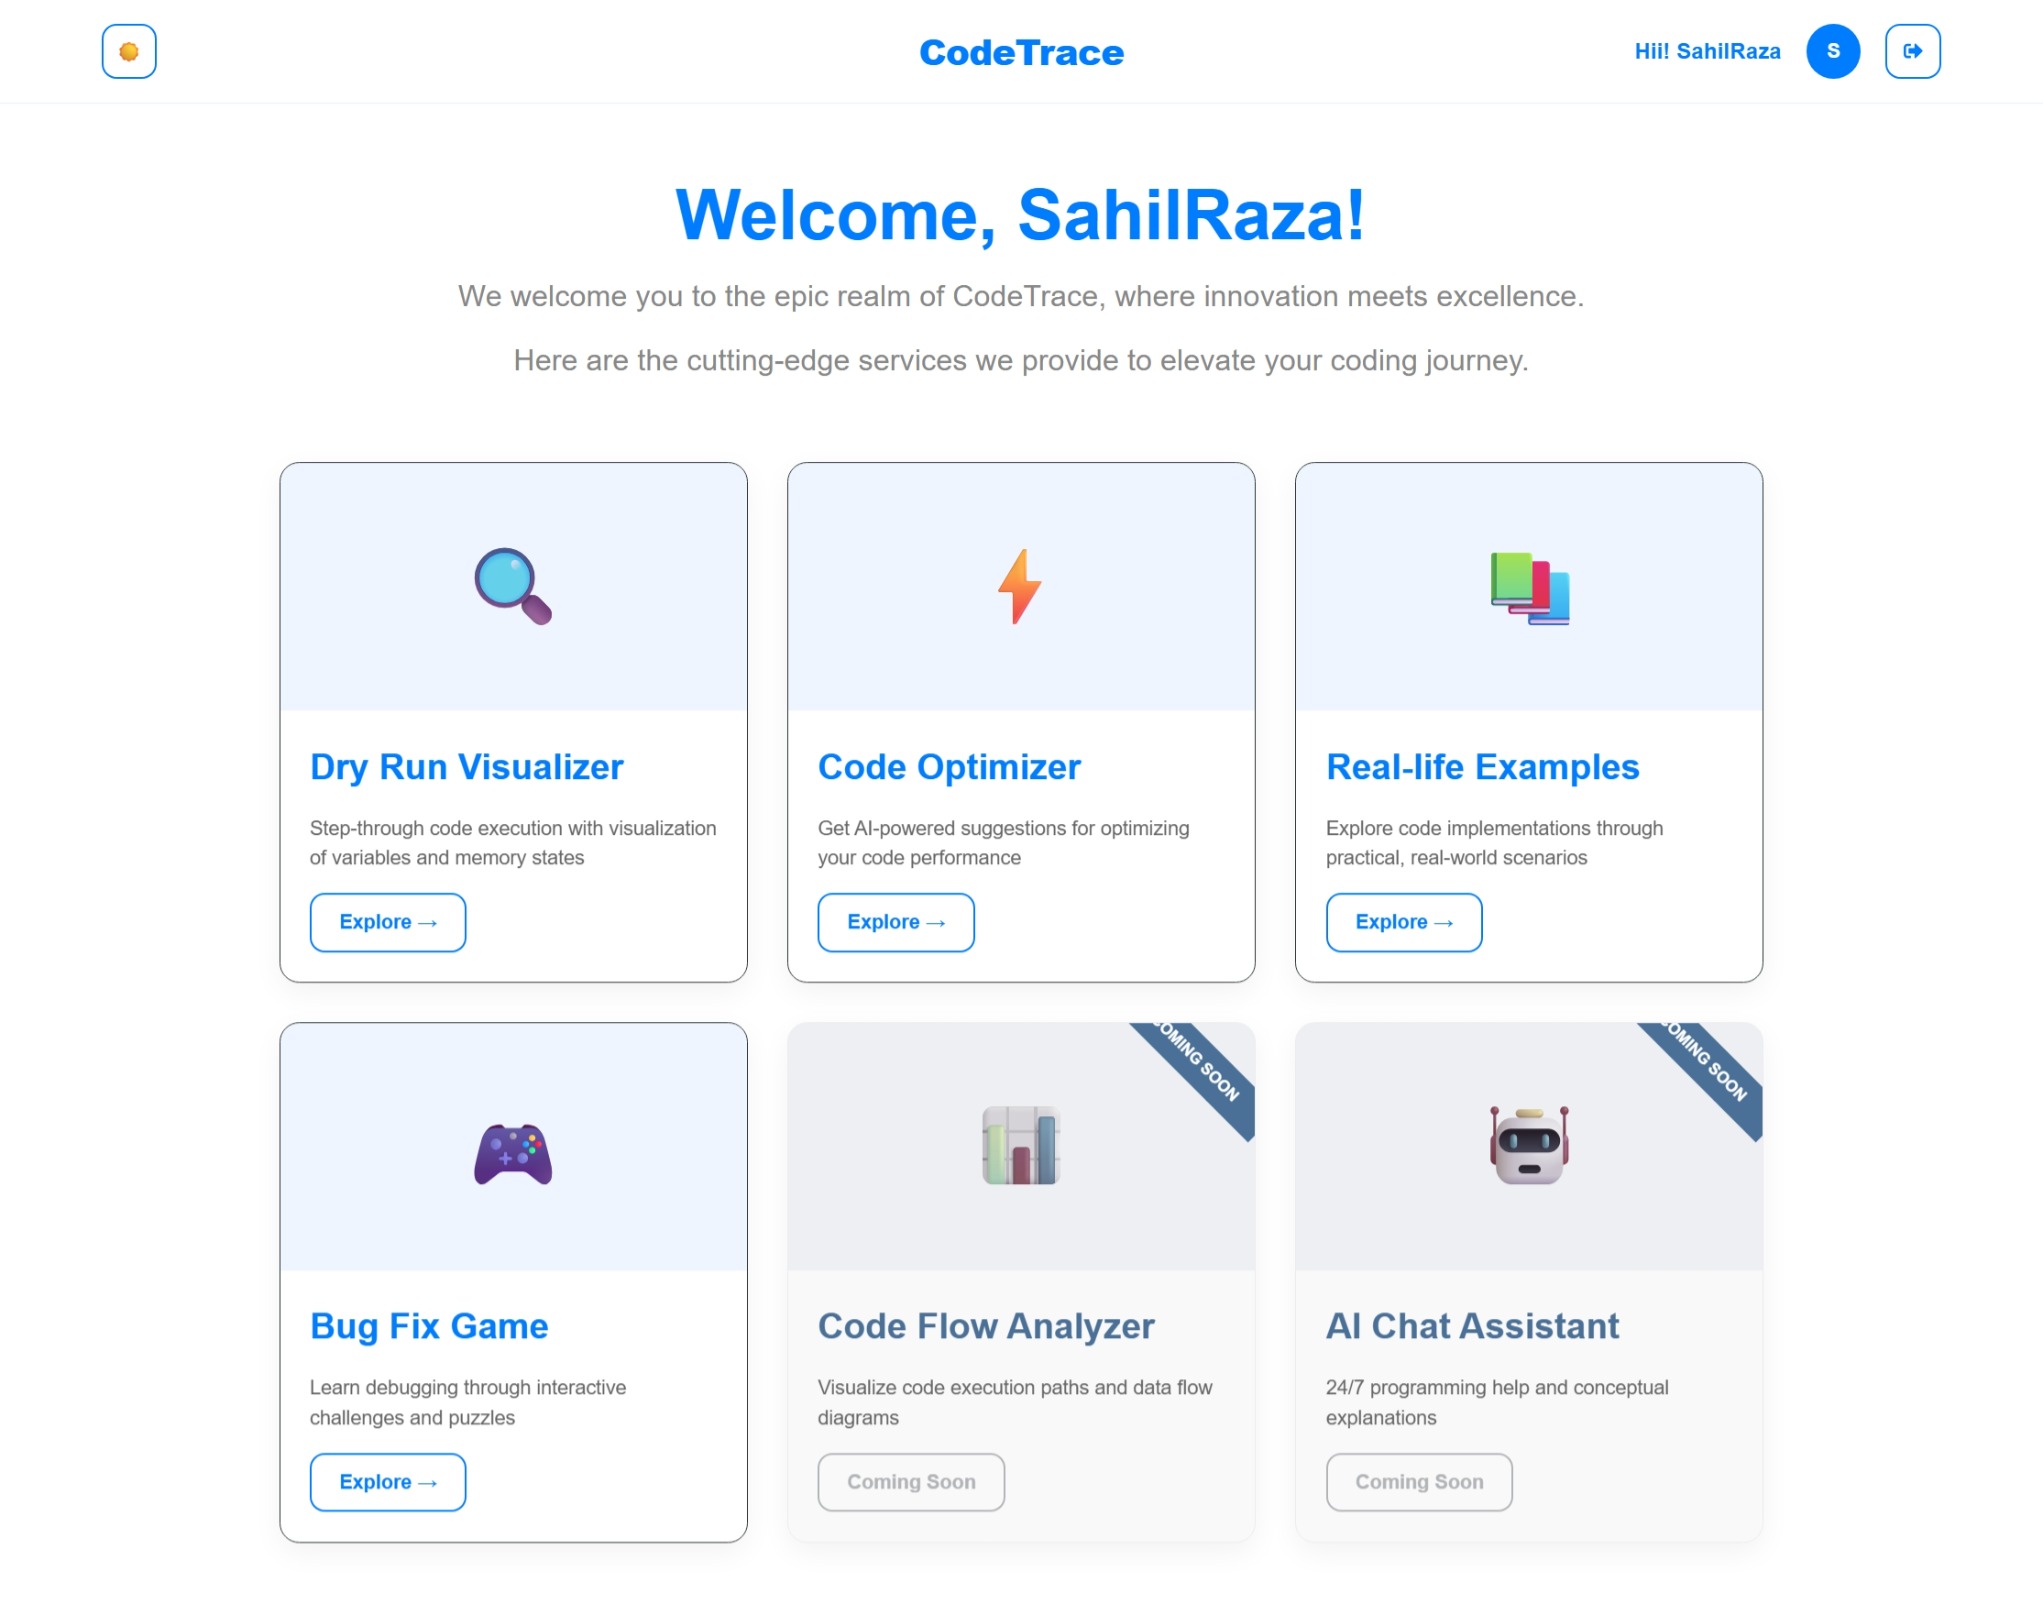 CodeTrace
Hii! SahilRaza
S
Welcome, SahilRaza!
We welcome you to the epic realm of CodeTrace, where innovation meets excellence.
Here are the cutting-edge services we provide to elevate your coding journey.
Dry Run Visualizer
Step-through code execution with visualization
of variables and memory states
Explore →
Code Optimizer
Get AI-powered suggestions for optimizing
your code performance
Explore →
Real-life Examples
Explore code implementations through
practical, real-world scenarios
Explore →
Bug Fix Game
Learn debugging through interactive
challenges and puzzles
Explore →
COMING SOON
Code Flow Analyzer
Visualize code execution paths and data flow
diagrams
Coming Soon
COMING SOON
AI Chat Assistant
24/7 programming help and conceptual
explanations
Coming Soon